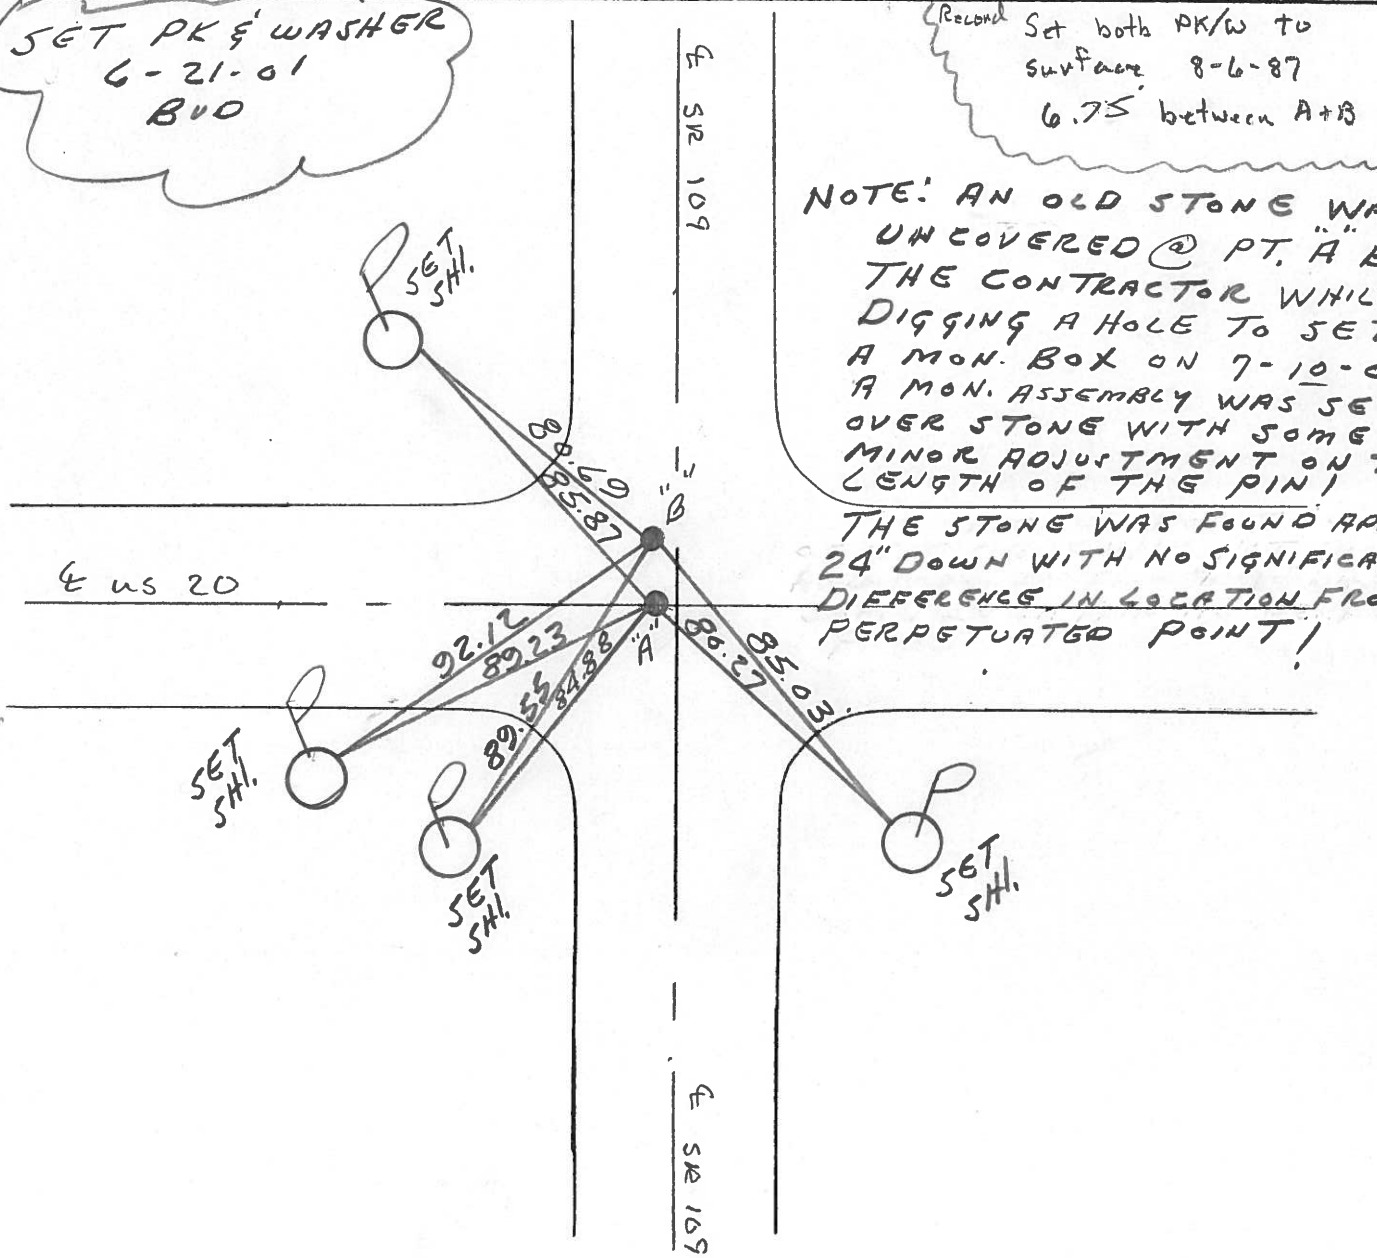 SET PK & WASHER
6-21-01
BUD
Record Set both PK/W to
surface 8-6-87
6.75' between A+B
℄ SR 109
NOTE: AN OLD STONE WA
UNCOVERED @ PT. "A" B
THE CONTRACTOR WHIL
DIGGING A HOLE TO SET
A MON. BOX ON 7-10-0
A MON. ASSEMBLY WAS SE
OVER STONE WITH SOME
MINOR ADJUSTMENT ON T
LENGTH OF THE PIN!
THE STONE WAS FOUND AP
24" DOWN WITH NO SIGNIFICA
DIFFERENCE IN LOCATION FRO
PERPETUATED POINT!
SET
SHI.
80.69
85.87
"B"
℄ US 20
"A"
92.12
89.23
89.55
84.88
86.27
85.03
SET
SHI.
SET
SHI.
SET
SHI.
℄ SR 109